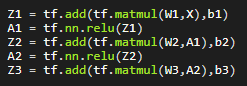 Z1 = tf.add(tf.matmul(W1,X),b1)
A1 = tf.nn.relu(Z1)
Z2 = tf.add(tf.matmul(W2,A1),b2)
A2 = tf.nn.relu(Z2)
Z3 = tf.add(tf.matmul(W3,A2),b3)